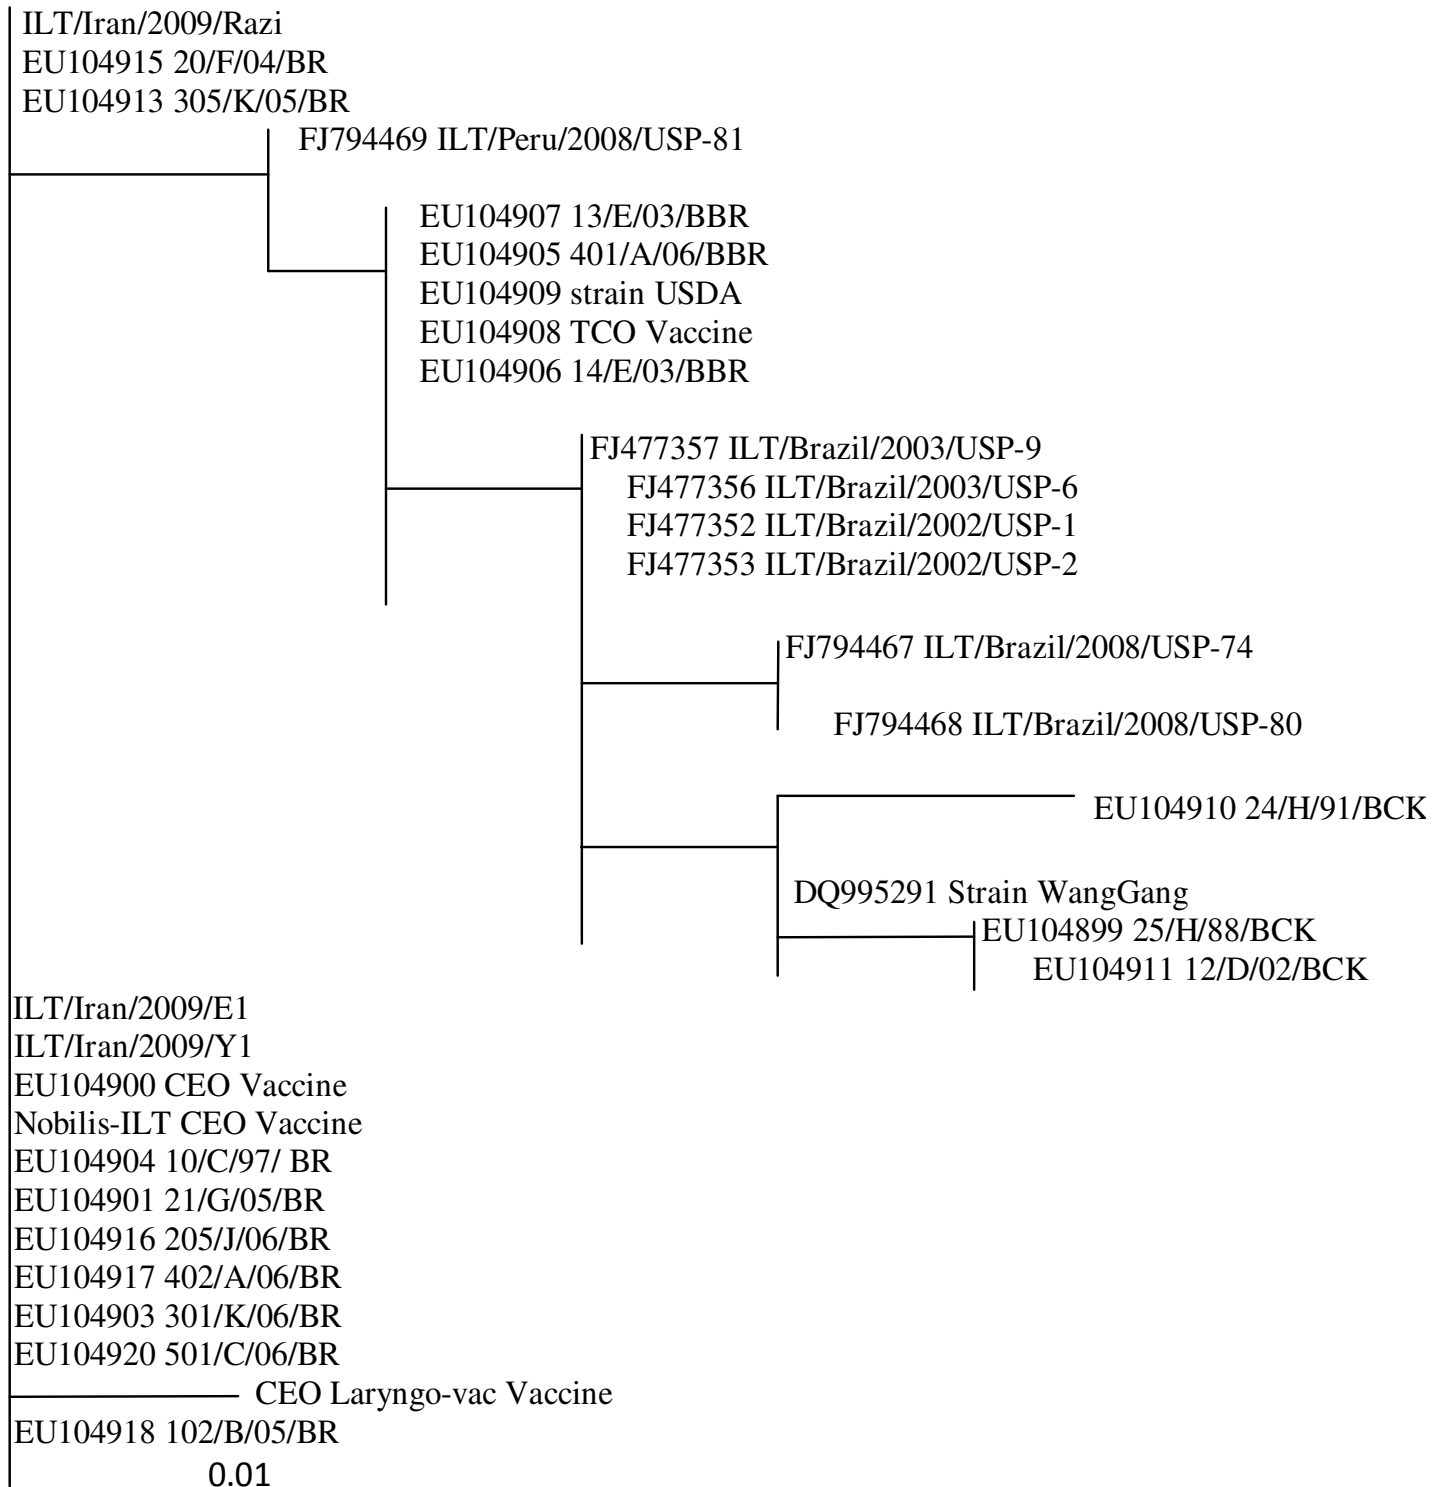 ILT/Iran/2009/Razi
EU104915 20/F/04/BR
EU104913 305/K/05/BR
FJ794469 ILT/Peru/2008/USP-81
EU104907 13/E/03/BBR
EU104905 401/A/06/BBR
EU104909 strain USDA
EU104908 TCO Vaccine
EU104906 14/E/03/BBR
FJ477357 ILT/Brazil/2003/USP-9
FJ477356 ILT/Brazil/2003/USP-6
FJ477352 ILT/Brazil/2002/USP-1
FJ477353 ILT/Brazil/2002/USP-2
FJ794467 ILT/Brazil/2008/USP-74
FJ794468 ILT/Brazil/2008/USP-80
EU104910 24/H/91/BCK
DQ995291 Strain WangGang
EU104899 25/H/88/BCK
EU104911 12/D/02/BCK
ILT/Iran/2009/E1
ILT/Iran/2009/Y1
EU104900 CEO Vaccine
Nobilis-ILT CEO Vaccine
EU104904 10/C/97/ BR
EU104901 21/G/05/BR
EU104916 205/J/06/BR
EU104917 402/A/06/BR
EU104903 301/K/06/BR
EU104920 501/C/06/BR
CEO Laryngo-vac Vaccine
EU104918 102/B/05/BR
0.01